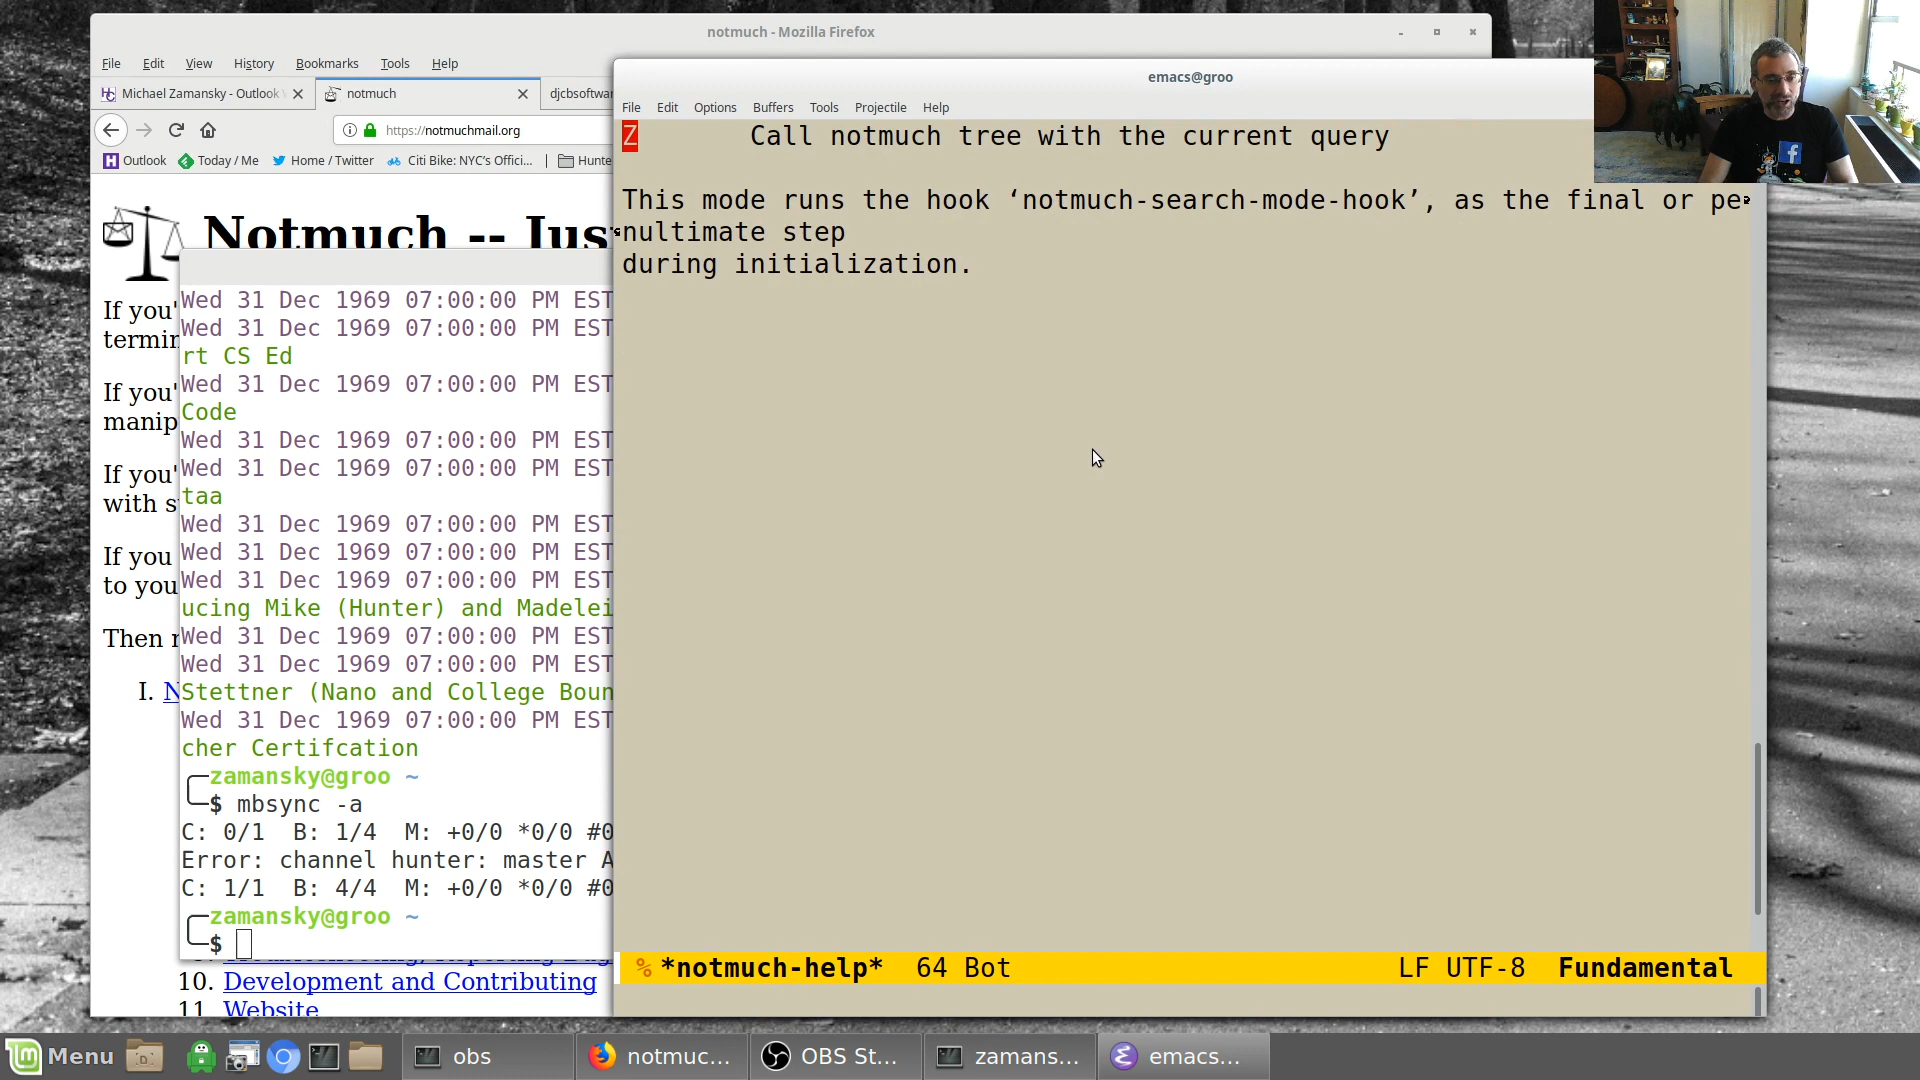 notmuch - Mozilla Firefox
File Edit View History Bookmarks Tools Help
Michael Zamansky - Outlook
notmuch
djcbsoftwar
https://notmuchmail.org
Outlook
Today / Me
Home / Twitter
Citi Bike: NYC's Offici...
Hunte
Notmuch -- Jus
If you'
termin
If you'
manip
If you'
with s
If you
to you
Then
I. N
10. Development and Contributing
11. Website
Wed 31 Dec 1969 07:00:00 PM EST
Wed 31 Dec 1969 07:00:00 PM EST
rt CS Ed
Wed 31 Dec 1969 07:00:00 PM EST
Code
Wed 31 Dec 1969 07:00:00 PM EST
Wed 31 Dec 1969 07:00:00 PM EST
taa
Wed 31 Dec 1969 07:00:00 PM EST
Wed 31 Dec 1969 07:00:00 PM EST
Wed 31 Dec 1969 07:00:00 PM EST
ucing Mike (Hunter) and Madelei
Wed 31 Dec 1969 07:00:00 PM EST
Wed 31 Dec 1969 07:00:00 PM EST
Stettner (Nano and College Boun
Wed 31 Dec 1969 07:00:00 PM EST
cher Certifcation
zamansky@groo ~
$ mbsync -a
C: 0/1 B: 1/4 M: +0/0 *0/0 #0
Error: channel hunter: master A
C: 1/1 B: 4/4 M: +0/0 *0/0 #0
zamansky@groo ~
$
emacs@groo
File Edit Options Buffers Tools Projectile Help
Z Call notmuch tree with the current query
This mode runs the hook ‘notmuch-search-mode-hook’, as the final or pe
nultimate step
during initialization.
% *notmuch-help* 64 Bot LF UTF-8 Fundamental
Menu
obs
notmuc...
OBS St...
zamans...
emacs...